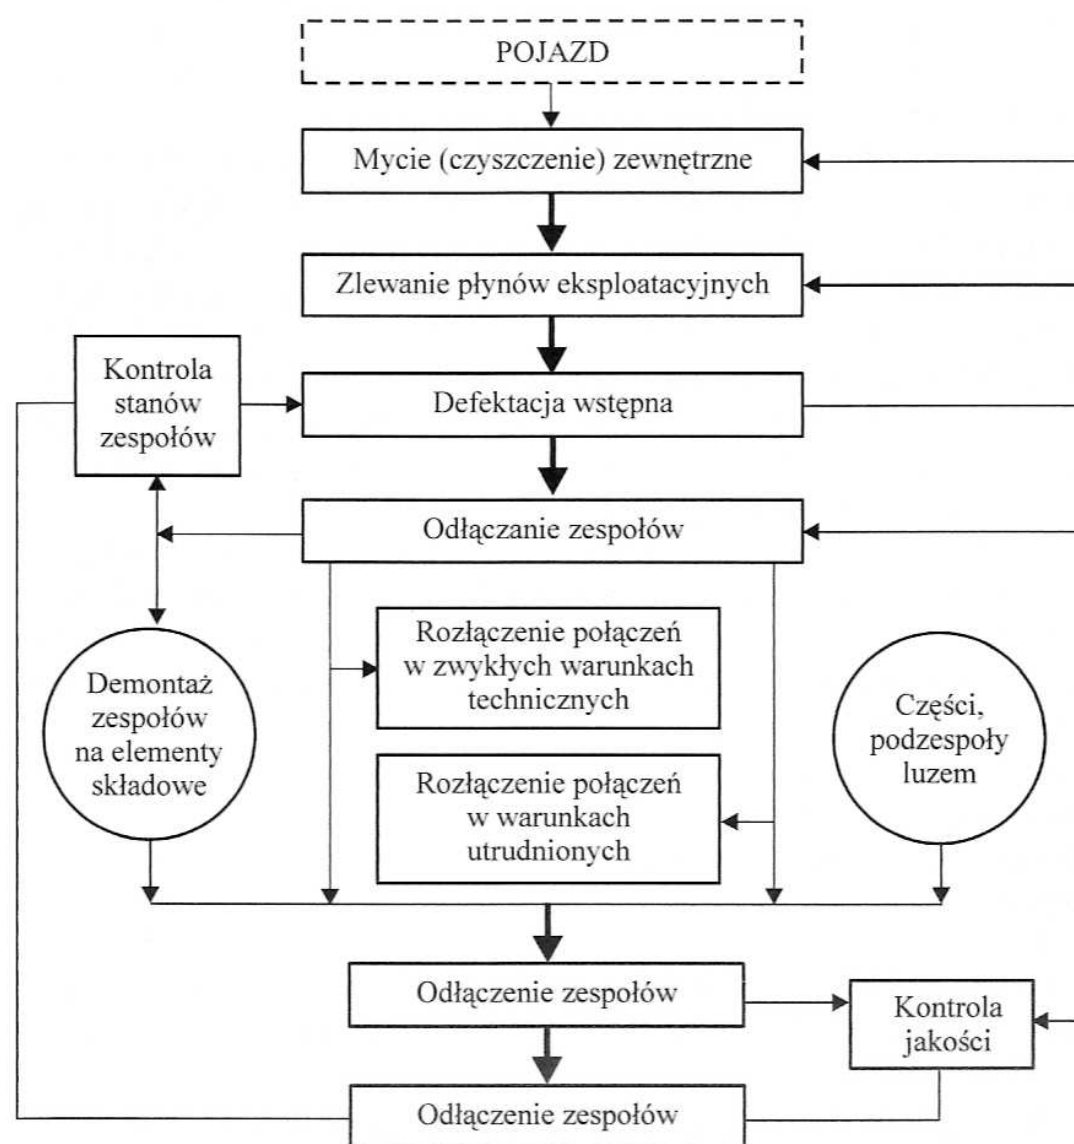 POJAZD
Mycie (czyszczenie) zewnętrzne
Zlewanie płynów eksploatacyjnych
Kontrola
stanów
zespołów
Defektacja wstępna
Odłączanie zespołów
Rozłączenie połączeń
w zwykłych warunkach
technicznych
Demontaż
zespołów
na elementy
składowe
Części,
podzespoły
luzem
Rozłączenie połączeń
w warunkach
utrudnionych
Odłączenie zespołów
Kontrola
jakości
Odłączenie zespołów